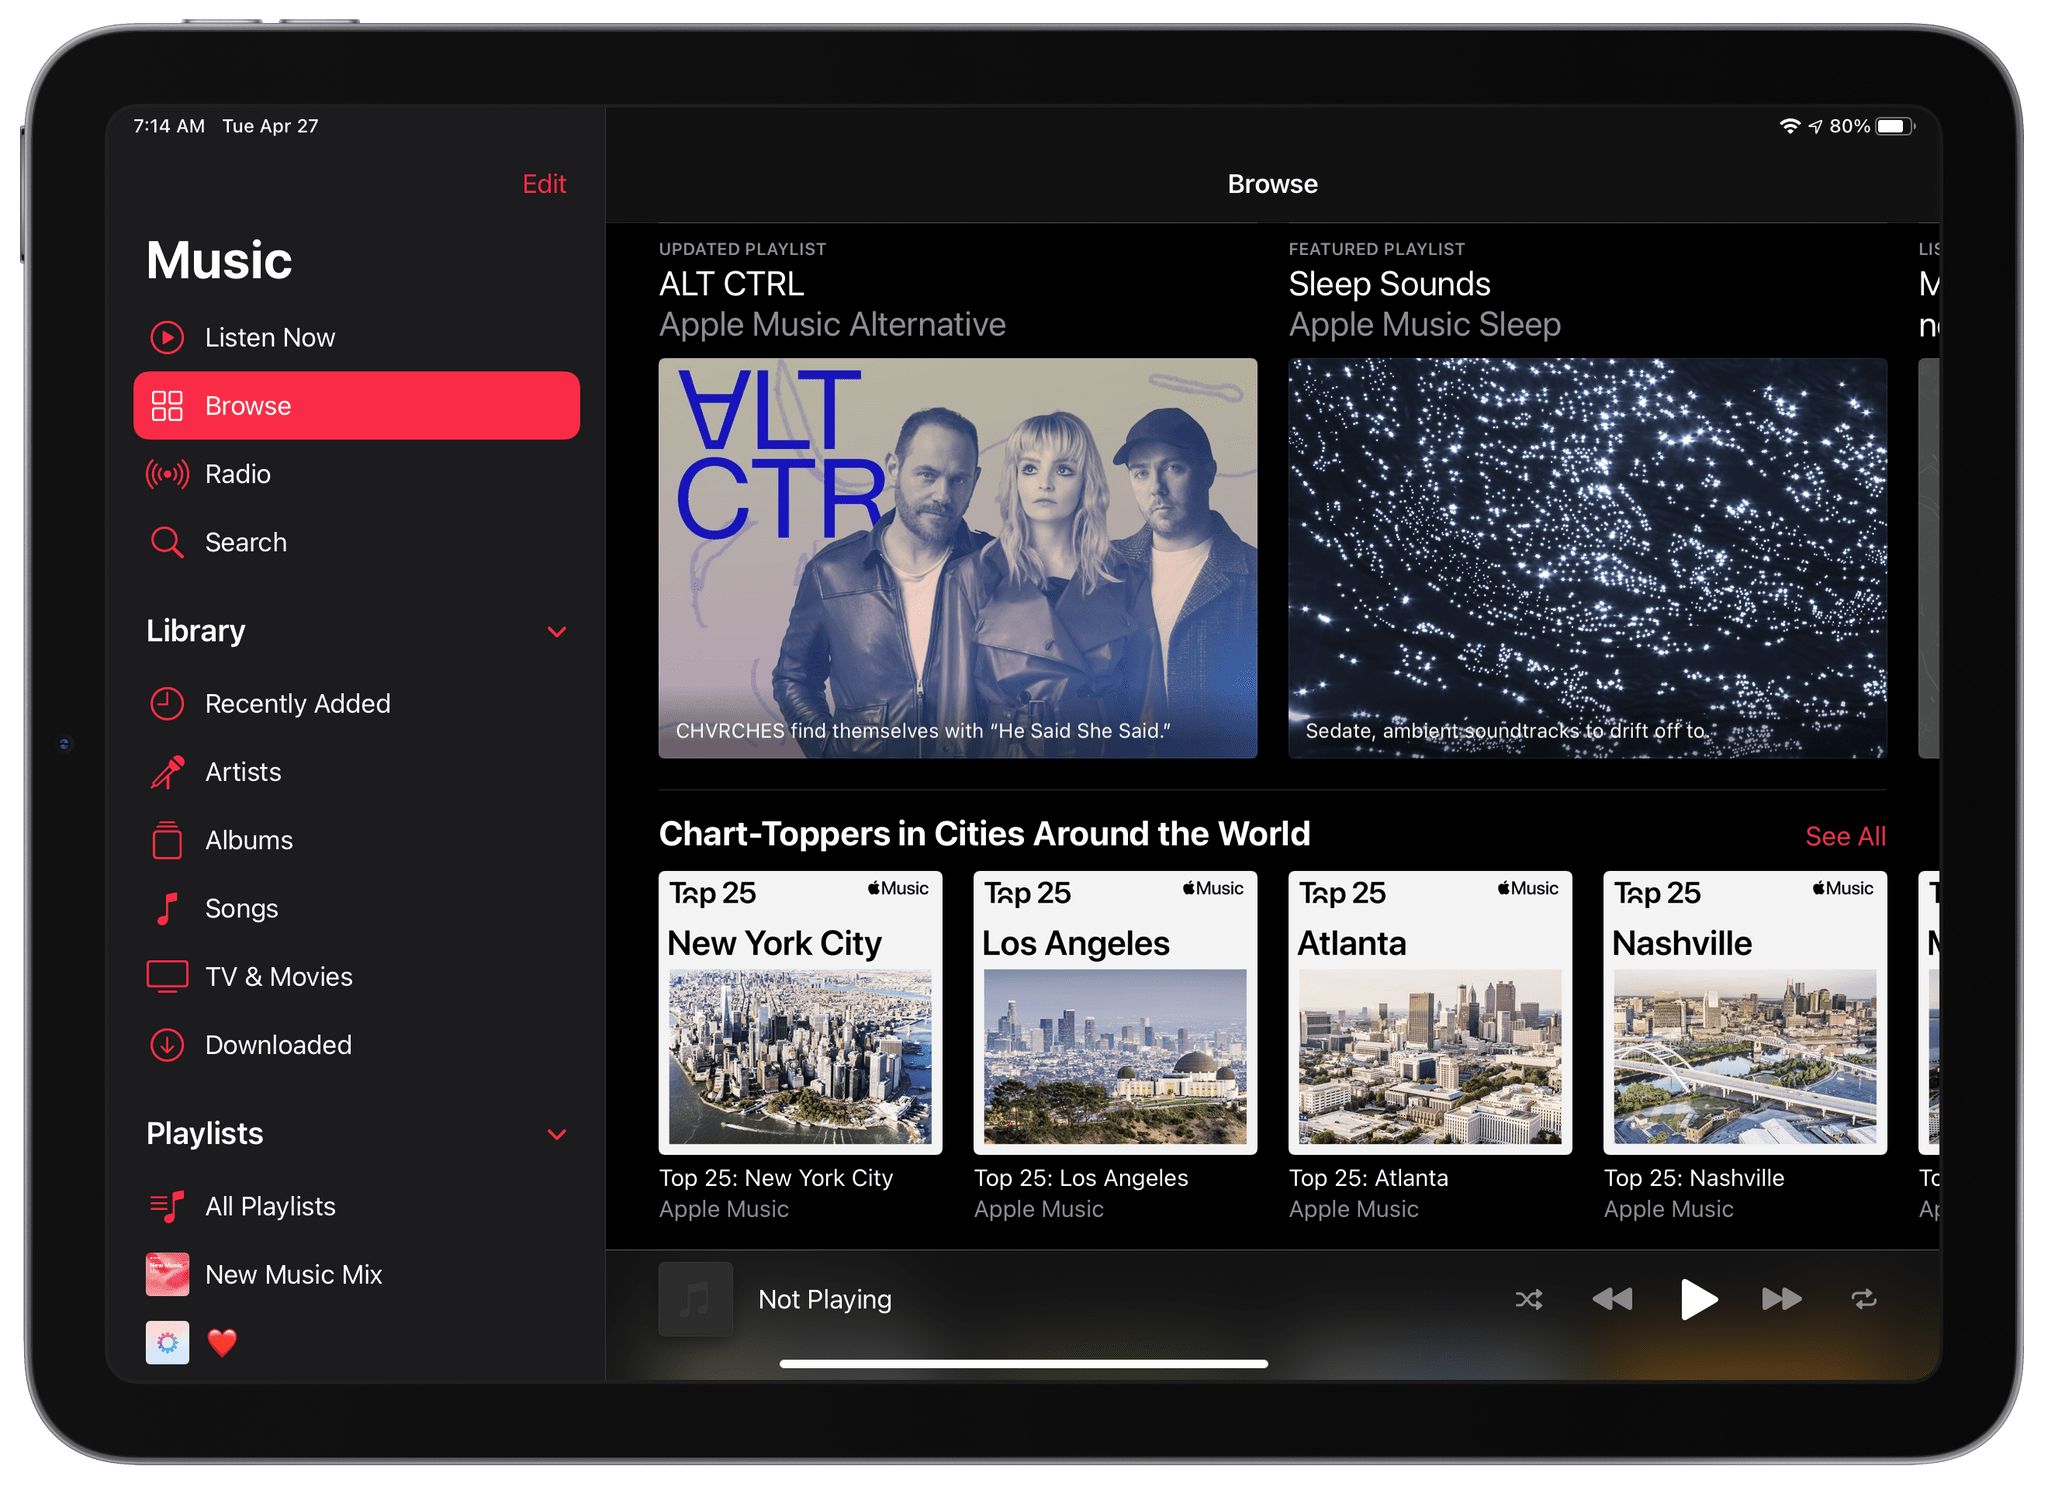 7:14 AM Tue Apr 27
80%
Edit
Browse
Music
Listen Now
Browse
Radio
Search
Library
Recently Added
Artists
Albums
Songs
TV & Movies
Downloaded
Playlists
All Playlists
New Music
New Music Mix
UPDATED PLAYLIST
ALT CTRL
Apple Music Alternative
ALT
CTR
CHVRCHES find themselves with “He Said She Said.”
FEATURED PLAYLIST
Sleep Sounds
Apple Music Sleep
Sedate, ambient soundtracks to drift off to.
Chart-Toppers in Cities Around the World
See All
Top 25 Music
New York City
Top 25: New York City
Apple Music
Top 25 Music
Los Angeles
Top 25: Los Angeles
Apple Music
Top 25 Music
Atlanta
Top 25: Atlanta
Apple Music
Top 25 Music
Nashville
Top 25: Nashville
Apple Music
Not Playing